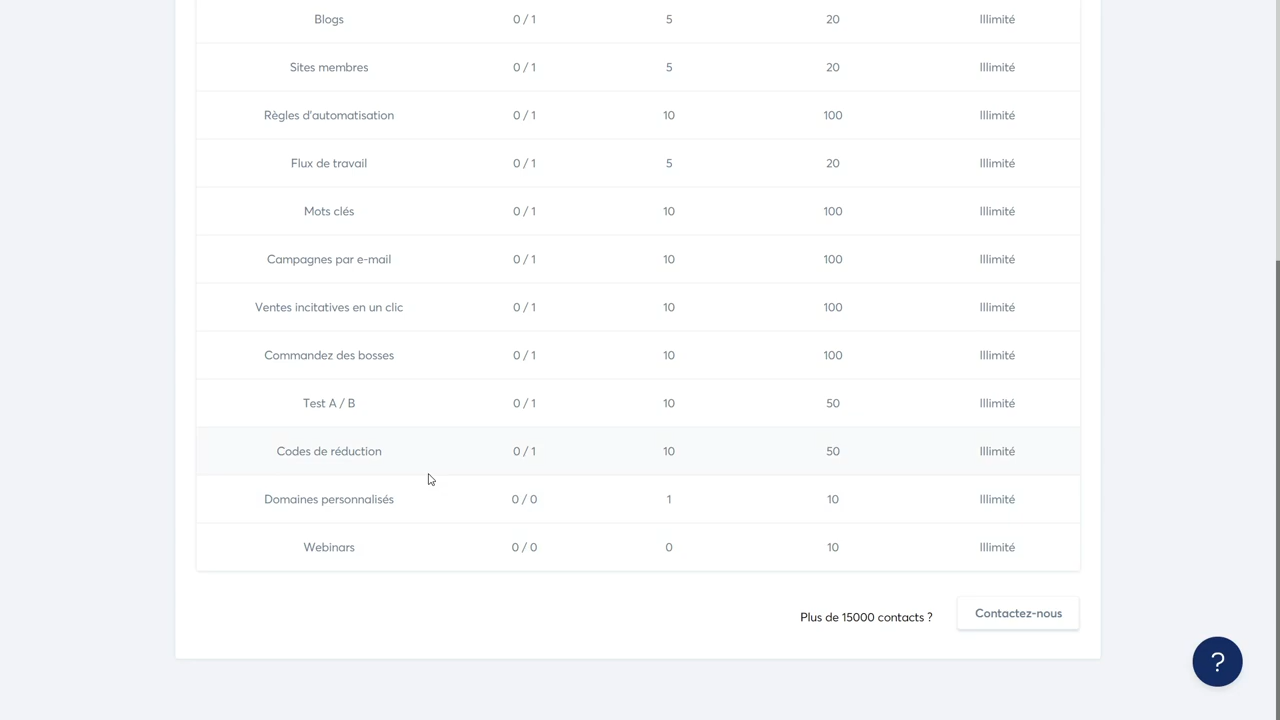 Blogs 0 / 1 5 20 Illimité
Sites membres 0 / 1 5 20 Illimité
Règles d'automatisation 0 / 1 10 100 Illimité
Flux de travail 0 / 1 5 20 Illimité
Mots clés 0 / 1 10 100 Illimité
Campagnes par e-mail 0 / 1 10 100 Illimité
Ventes incitatives en un clic 0 / 1 10 100 Illimité
Commandez des bosses 0 / 1 10 100 Illimité
Test A / B 0 / 1 10 50 Illimité
Codes de réduction 0 / 1 10 50 Illimité
Domaines personnalisés 0 / 0 1 10 Illimité
Webinars 0 / 0 0 10 Illimité
Plus de 15000 contacts ? Contactez-nous
?